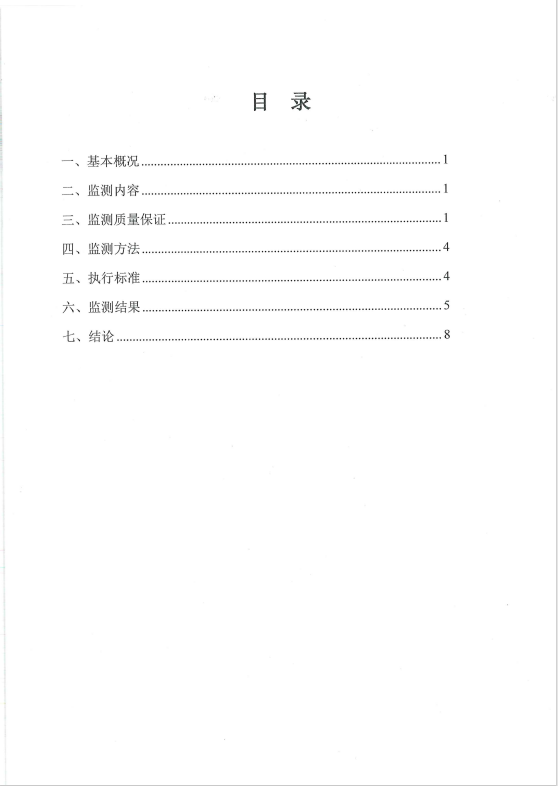 目 录
一、基本概况........................................1
二、监测内容........................................1
三、监测质量保证........................................1
四、监测方法........................................4
五、执行标准........................................4
六、监测结果........................................5
七、结论........................................8